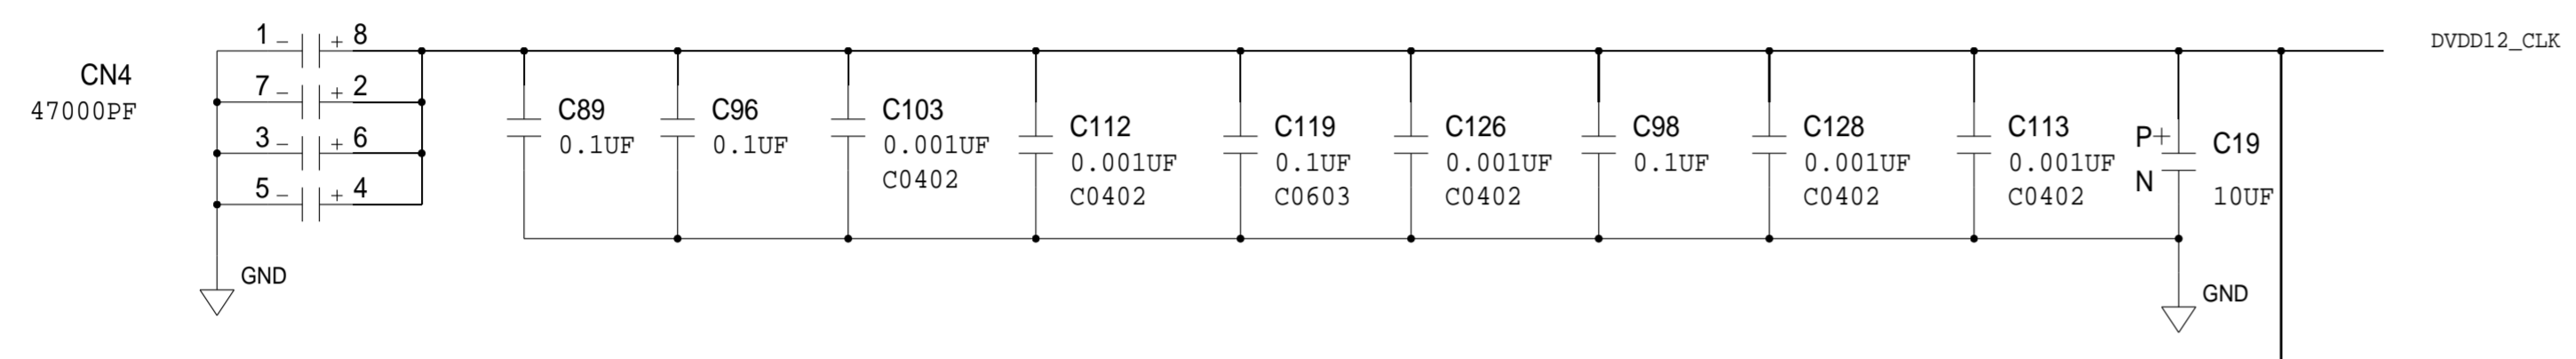 CN4
47000PF
1 - + 8
7 - + 2
3 - + 6
5 - + 4
GND
C89
0.1UF
C96
0.1UF
C103
0.001UF
C0402
C112
0.001UF
C0402
C119
0.1UF
C0603
C126
0.001UF
C0402
C98
0.1UF
C128
0.001UF
C0402
C113
0.001UF
C0402
P+
N
C19
10UF
GND
DVDD12_CLK